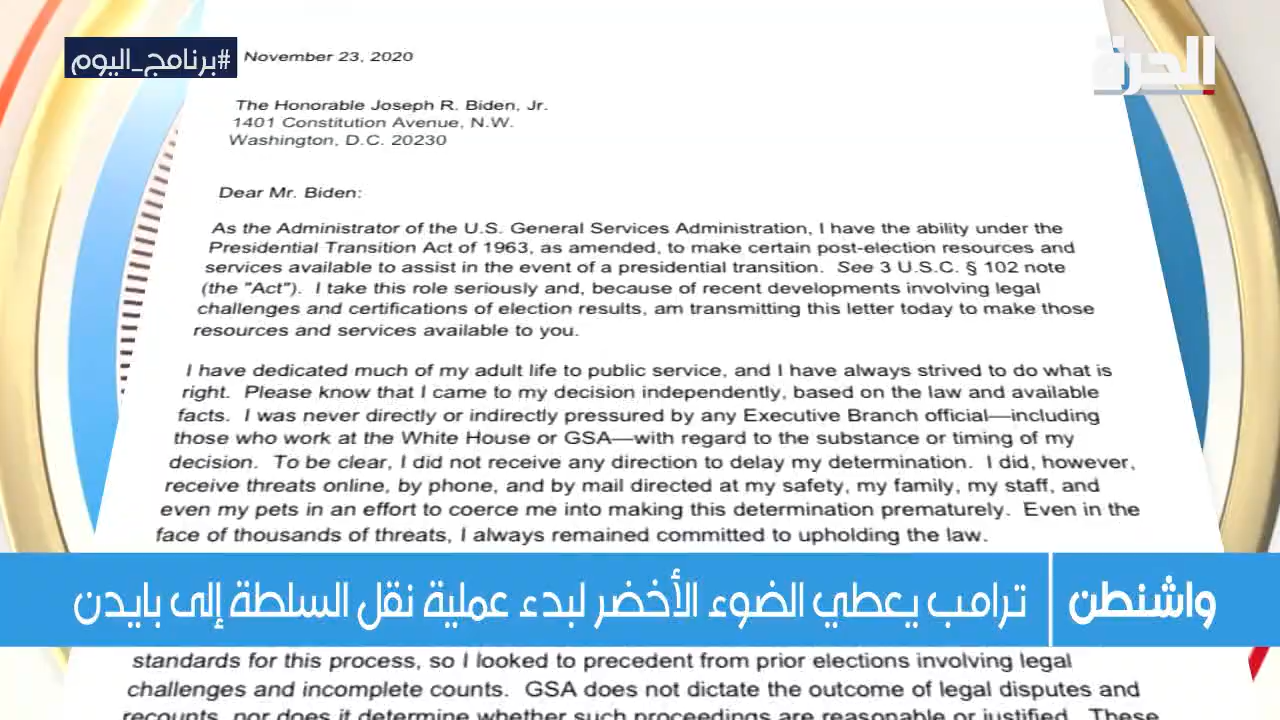 #برنامج_اليوم
الحرة
November 23, 2020
The Honorable Joseph R. Biden, Jr.
1401 Constitution Avenue, N.W.
Washington, D.C. 20230
Dear Mr. Biden:
As the Administrator of the U.S. General Services Administration, I have the ability under the
Presidential Transition Act of 1963, as amended, to make certain post-election resources and
services available to assist in the event of a presidential transition. See 3 U.S.C. § 102 note
(the "Act"). I take this role seriously and, because of recent developments involving legal
challenges and certifications of election results, am transmitting this letter today to make those
resources and services available to you.
I have dedicated much of my adult life to public service, and I have always strived to do what is
right. Please know that I came to my decision independently, based on the law and available
facts. I was never directly or indirectly pressured by any Executive Branch official—including
those who work at the White House or GSA—with regard to the substance or timing of my
decision. To be clear, I did not receive any direction to delay my determination. I did, however,
receive threats online, by phone, and by mail directed at my safety, my family, my staff, and
even my pets in an effort to coerce me into making this determination prematurely. Even in the
face of thousands of threats, I always remained committed to upholding the law.
واشنطن
ترامب يعطي الضوء الأخضر لبدء عملية نقل السلطة إلى بايدن
standards for this process, so I looked to precedent from prior elections involving legal
challenges and incomplete counts. GSA does not dictate the outcome of legal disputes and
recounts, nor does it determine whether such proceedings are reasonable or justified. These